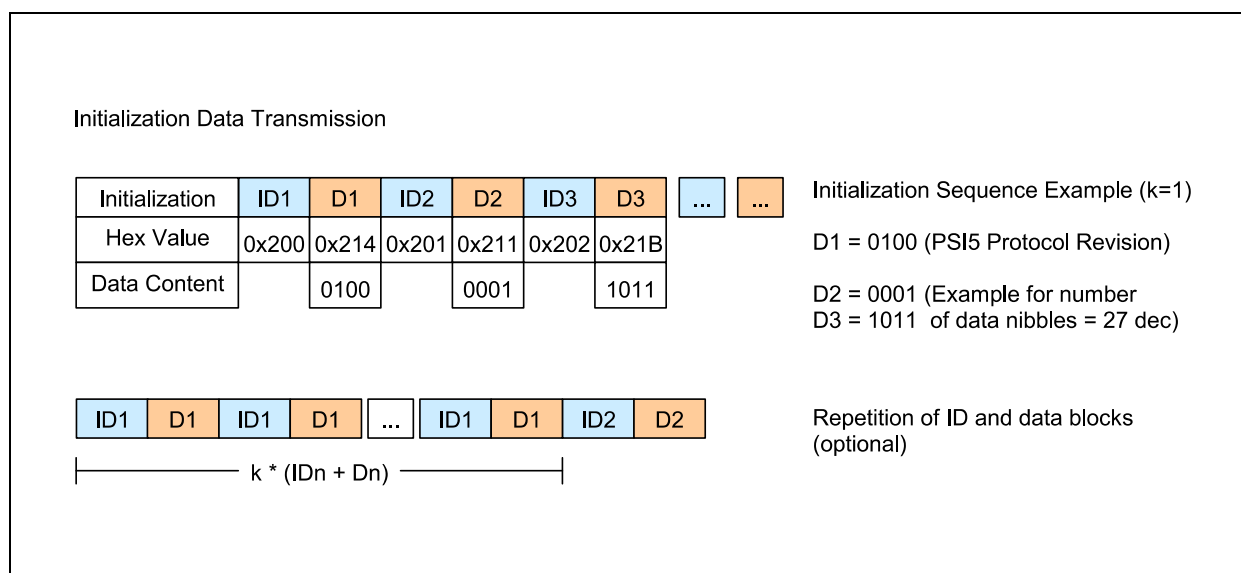 Initialization Data Transmission
Initialization ID1 D1 ID2 D2 ID3 D3 ... ...
Hex Value 0x200 0x214 0x201 0x211 0x202 0x21B
Data Content 0100 0001 1011
Initialization Sequence Example (k=1)
D1 = 0100 (PSI5 Protocol Revision)
D2 = 0001 (Example for number
D3 = 1011 of data nibbles = 27 dec)
ID1 D1 ID1 D1 ... ID1 D1 ID2 D2
k * (IDn + Dn)
Repetition of ID and data blocks
(optional)